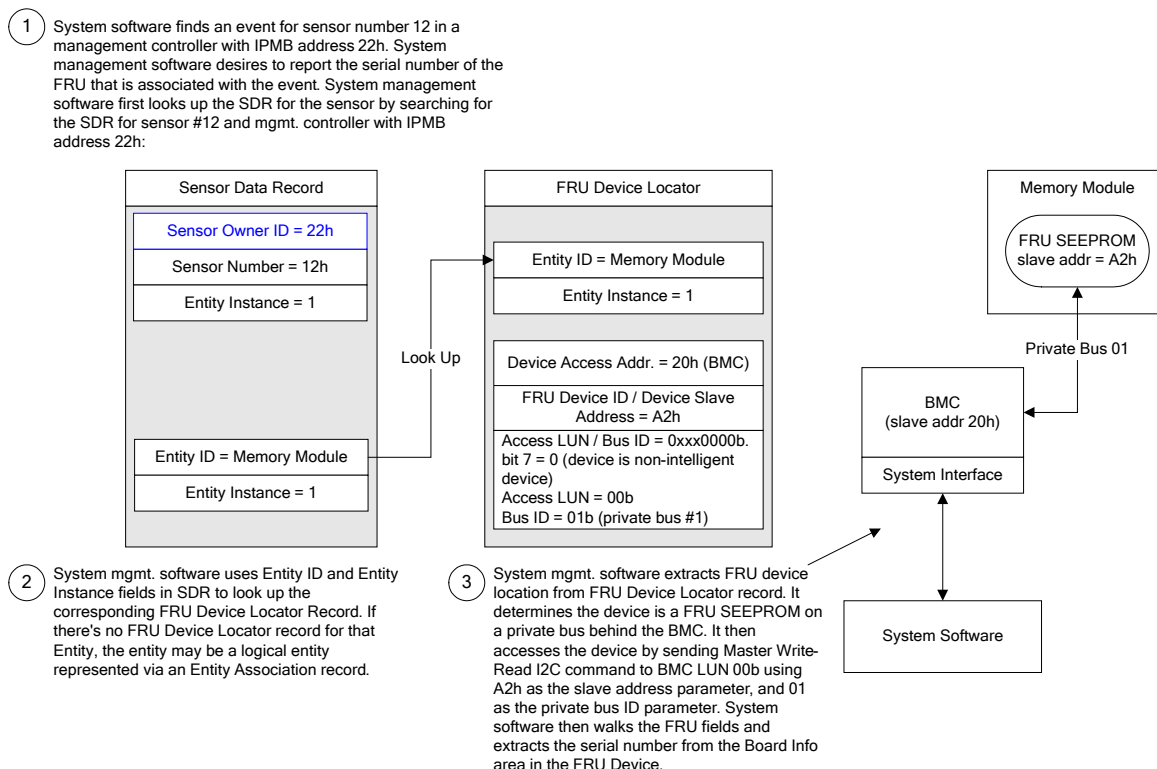 1
System software finds an event for sensor number 12 in a
management controller with IPMB address 22h. System
management software desires to report the serial number of the
FRU that is associated with the event. System management
software first looks up the SDR for the sensor by searching for
the SDR for sensor #12 and mgmt. controller with IPMB
address 22h:
Sensor Data Record
Sensor Owner ID = 22h
Sensor Number = 12h
Entity Instance = 1
Entity ID = Memory Module
Entity Instance = 1
Look Up
FRU Device Locator
Entity ID = Memory Module
Entity Instance = 1
Device Access Addr. = 20h (BMC)
FRU Device ID / Device Slave
Address = A2h
Access LUN / Bus ID = 0xxx0000b.
bit 7 = 0 (device is non-intelligent
device)
Access LUN = 00b
Bus ID = 01b (private bus #1)
Memory Module
FRU SEEPROM
slave addr = A2h
Private Bus 01
BMC
(slave addr 20h)
System Interface
System Software
2
System mgmt. software uses Entity ID and Entity
Instance fields in SDR to look up the
corresponding FRU Device Locator Record. If
there's no FRU Device Locator record for that
Entity, the entity may be a logical entity
represented via an Entity Association record.
3
System mgmt. software extracts FRU device
location from FRU Device Locator record. It
determines the device is a FRU SEEPROM on
a private bus behind the BMC. It then
accesses the device by sending Master Write-
Read I2C command to BMC LUN 00b using
A2h as the slave address parameter, and 01
as the private bus ID parameter. System
software then walks the FRU fields and
extracts the serial number from the Board Info
area in the FRU Device.